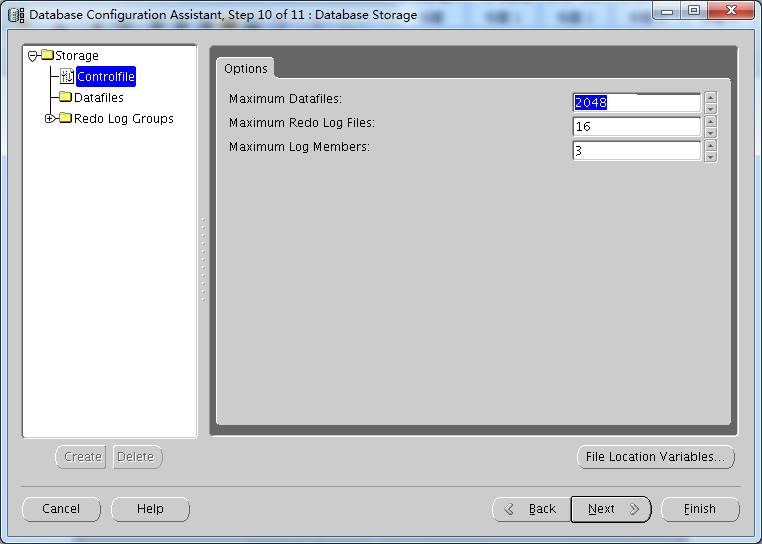 Database Configuration Assistant, Step 10 of 11 : Database Storage
Storage
Controlfile
Datafiles
Redo Log Groups
Options
Maximum Datafiles: 2048
Maximum Redo Log Files: 16
Maximum Log Members: 3
Create Delete
File Location Variables...
Cancel Help Back Next Finish